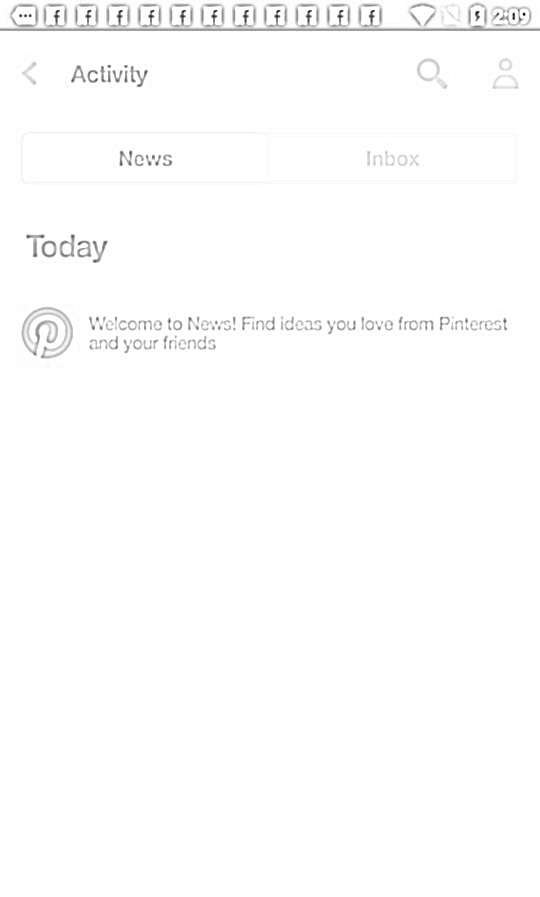 2:09
Activity
News
Inbox
Today
Welcome to News! Find ideas you love from Pinterest
and your friends